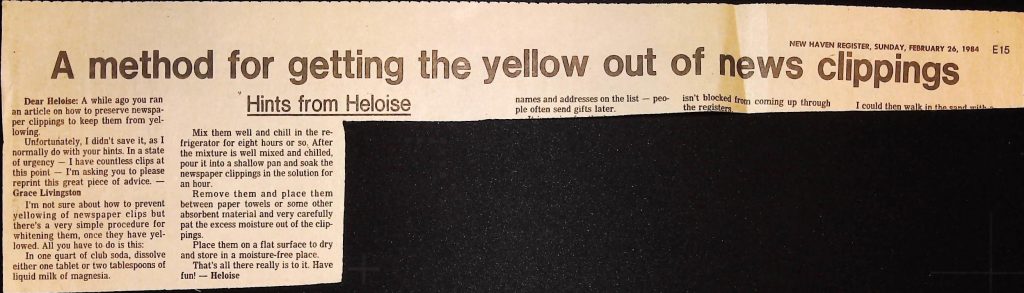 NEW HAVEN REGISTER, SUNDAY, FEBRUARY 26, 1984 E15
A method for getting the yellow out of news clippings
Hints from Heloise
Dear Heloise: A while ago you ran
an article on how to preserve newspa-
per clippings to keep them from yel-
lowing.
Unfortunately, I didn't save it, as I
normally do with your hints. In a state
of urgency — I have countless clips at
this point — I'm asking you to please
reprint this great piece of advice. —
Grace Livingston
I'm not sure about how to prevent
yellowing of newspaper clips but
there's a very simple procedure for
whitening them, once they have yel-
lowed. All you have to do is this:
In one quart of club soda, dissolve
either one tablet or two tablespoons of
liquid milk of magnesia.
Mix them well and chill in the re-
frigerator for eight hours or so. After
the mixture is well mixed and chilled,
pour it into a shallow pan and soak the
newspaper clippings in the solution for
an hour.
Remove them and place them
between paper towels or some other
absorbent material and very carefully
pat the excess moisture out of the clip-
pings.
Place them on a flat surface to dry
and store in a moisture-free place.
That's all there really is to it. Have
fun! — Heloise
names and addresses on the list — peo-
ple often send gifts later.
isn't blocked from coming up through
the registers.
I could then walk in the sand with